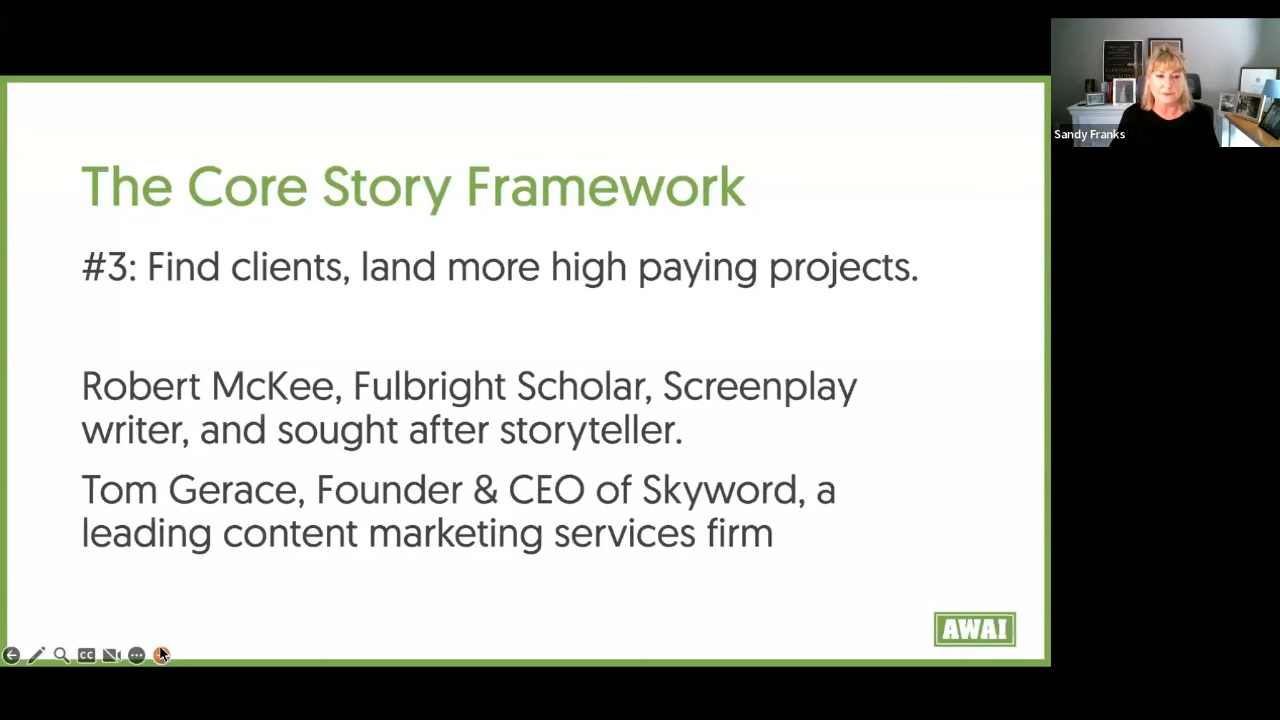 The Core Story Framework
#3: Find clients, land more high paying projects.
Robert McKee, Fulbright Scholar, Screenplay
writer, and sought after storyteller.
Tom Gerace, Founder & CEO of Skyword, a
leading content marketing services firm
AWAI
CC
Sandy Franks